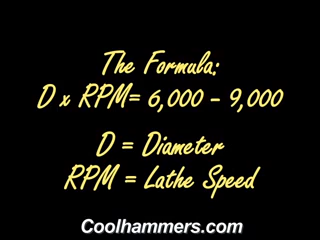 The Formula:
D x RPM= 6,000 - 9,000
D = Diameter
RPM = Lathe Speed
Coolhammers.com